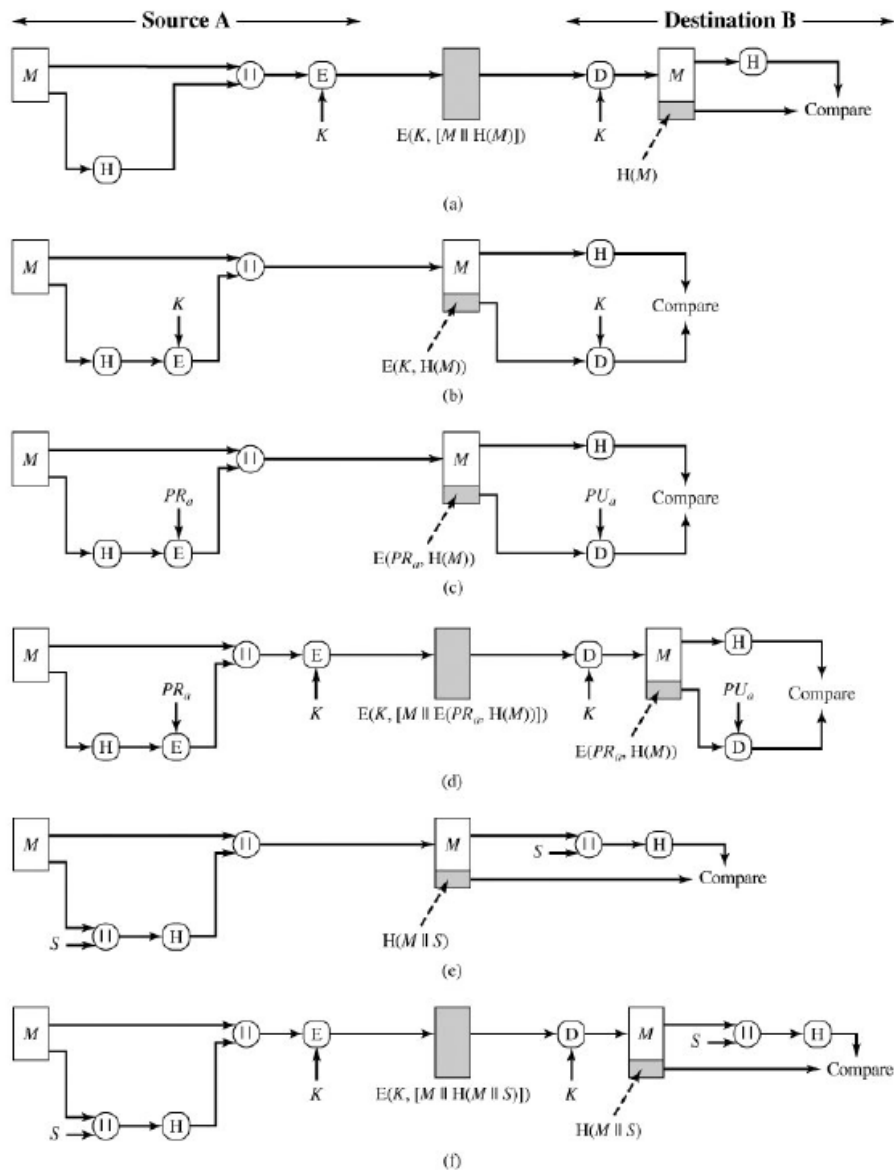 Source A
Destination B
M
||
E
D
M
H
Compare
K
E(K, [M || H(M)])
K
H
H(M)
(a)
M
||
M
H
K
K
Compare
H
E
D
E(K, H(M))
(b)
M
||
M
H
PRa
PUa
Compare
H
E
D
E(PRa, H(M))
(c)
M
||
E
D
M
H
PRa
K
E(K, [M || E(PRa, H(M))])
K
PUa
Compare
H
E
E(PRa, H(M))
D
(d)
M
||
M
S
||
H
Compare
S
||
H
H(M || S)
(e)
M
||
E
D
M
S
||
H
Compare
K
E(K, [M || H(M || S)])
K
S
||
H
H(M || S)
(f)